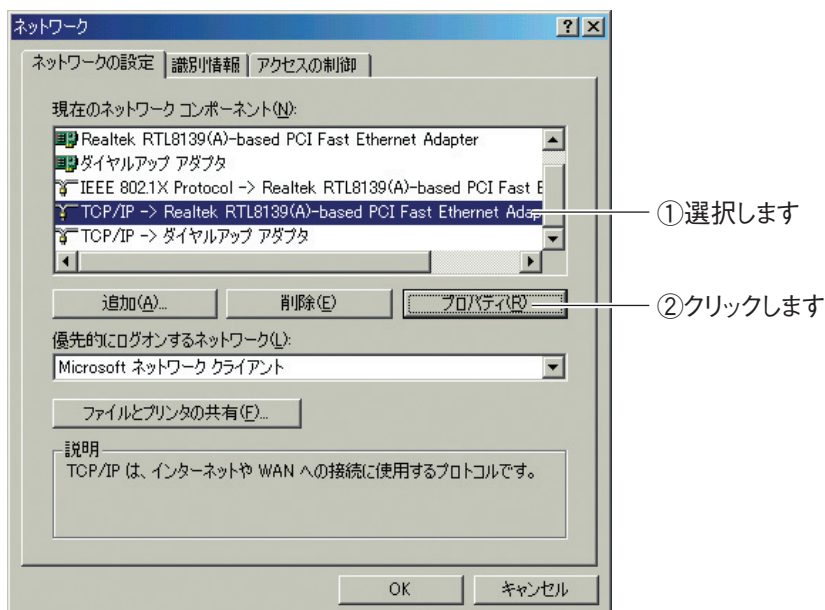 ネットワーク
ネットワークの設定 識別情報 アクセスの制御
現在のネットワーク コンポーネント(N):
Realtek RTL8139(A)-based PCI Fast Ethernet Adapter
ダイヤルアップ アダプタ
IEEE 802.1X Protocol -> Realtek RTL8139(A)-based PCI Fast E
TCP/IP -> Realtek RTL8139(A)-based PCI Fast Ethernet Adap
①選択します
TCP/IP -> ダイヤルアップ アダプタ
追加(A)... 削除(E) プロパティ(R)
②クリックします
優先的にログオンするネットワーク(L):
Microsoft ネットワーク クライアント
ファイルとプリンタの共有(F)...
説明
TCP/IP は、インターネットや WAN への接続に使用するプロトコルです。
OK キャンセル